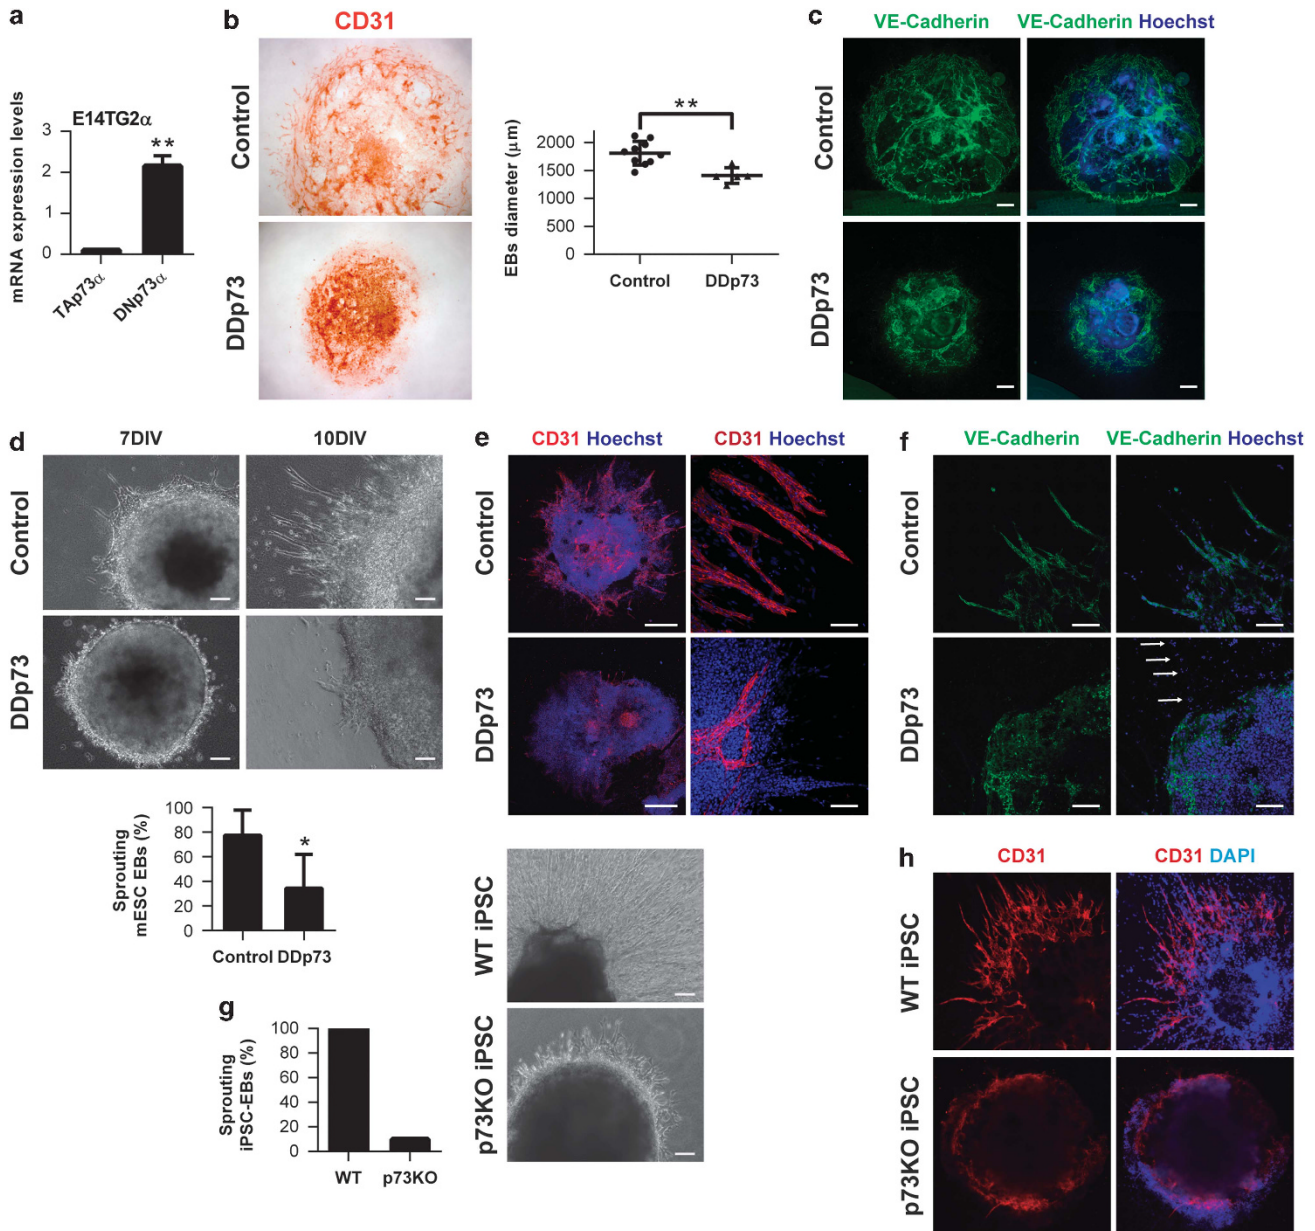 a
E14TG2α
mRNA expression levels
3
2
1
0
**
TAp73α
DNp73α
b
CD31
Control
DDp73
EBs diameter (μm)
2000
1500
1000
500
0
**
Control
DDp73
c
VE-Cadherin
VE-Cadherin Hoechst
Control
DDp73
d
7DIV
10DIV
Control
DDp73
Sprouting
mESC EBs (%)
100
80
60
40
20
0
*
Control DDp73
e
CD31 Hoechst
CD31 Hoechst
Control
DDp73
f
VE-Cadherin
VE-Cadherin Hoechst
Control
DDp73
g
Sprouting
iPSC-EBs (%)
100
80
60
40
20
0
WT
p73KO
WT iPSC
p73KO iPSC
h
CD31
CD31 DAPI
WT iPSC
p73KO iPSC